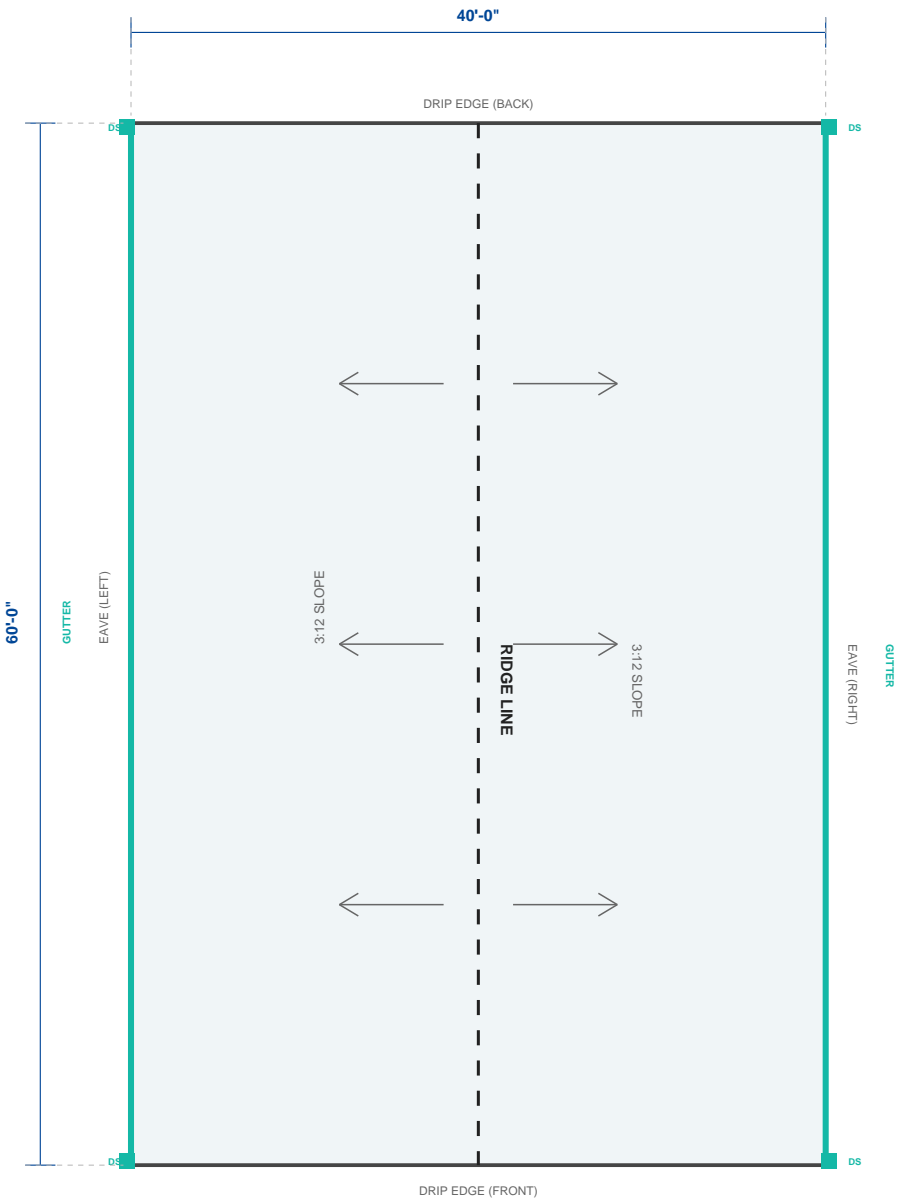 40'-0"
DRIP EDGE (BACK)
DS
DS
60'-0"
GUTTER
EAVE (LEFT)
3:12 SLOPE
RIDGE LINE
3:12 SLOPE
EAVE (RIGHT)
GUTTER
DS
DS
DRIP EDGE (FRONT)